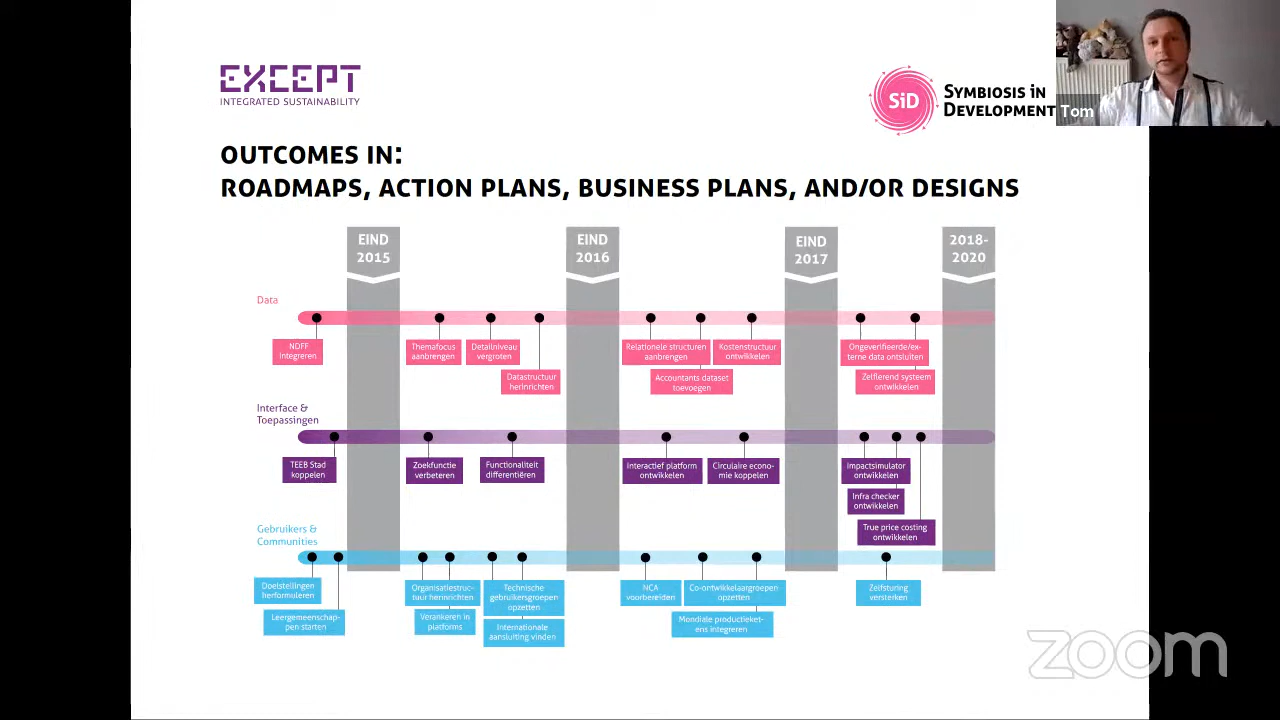 EXCEPT
INTEGRATED SUSTAINABILITY
SiD
SYMBIOSIS IN
DEVELOPMENT
Tom
OUTCOMES IN:
ROADMAPS, ACTION PLANS, BUSINESS PLANS, AND/OR DESIGNS
EIND
2015
EIND
2016
EIND
2017
2018-
2020
Data
NDFF
integreren
Themafocus
aanbrengen
Detailniveau
vergroten
Datastructuur
herinrichten
Relationele structuren
aanbrengen
Accountants dataset
toevoegen
Kostenstructuur
ontwikkelen
Ongeverifieerde/ex-
terne data ontsluiten
Zelflerend systeem
ontwikkelen
Interface &
Toepassingen
TEEB Stad
koppelen
Zoekfunctie
verbeteren
Functionaliteit
differentiëren
Interactief platform
ontwikkelen
Circulaire econo-
mie koppelen
Impactsimulator
ontwikkelen
Infra checker
ontwikkelen
True price costing
ontwikkelen
Gebruikers &
Communities
Doelstellingen
herformuleren
Leergemeenschap-
pen starten
Organisatiestruc-
tuur herinrichten
Verankeren in
platforms
Technische
gebruikersgroepen
opzetten
Internationale
aansluiting vinden
NCA
voorbereiden
Co-ontwikkelaargroepen
opzetten
Mondiale productieket-
ens integreren
Zelfsturing
versterken
zoom